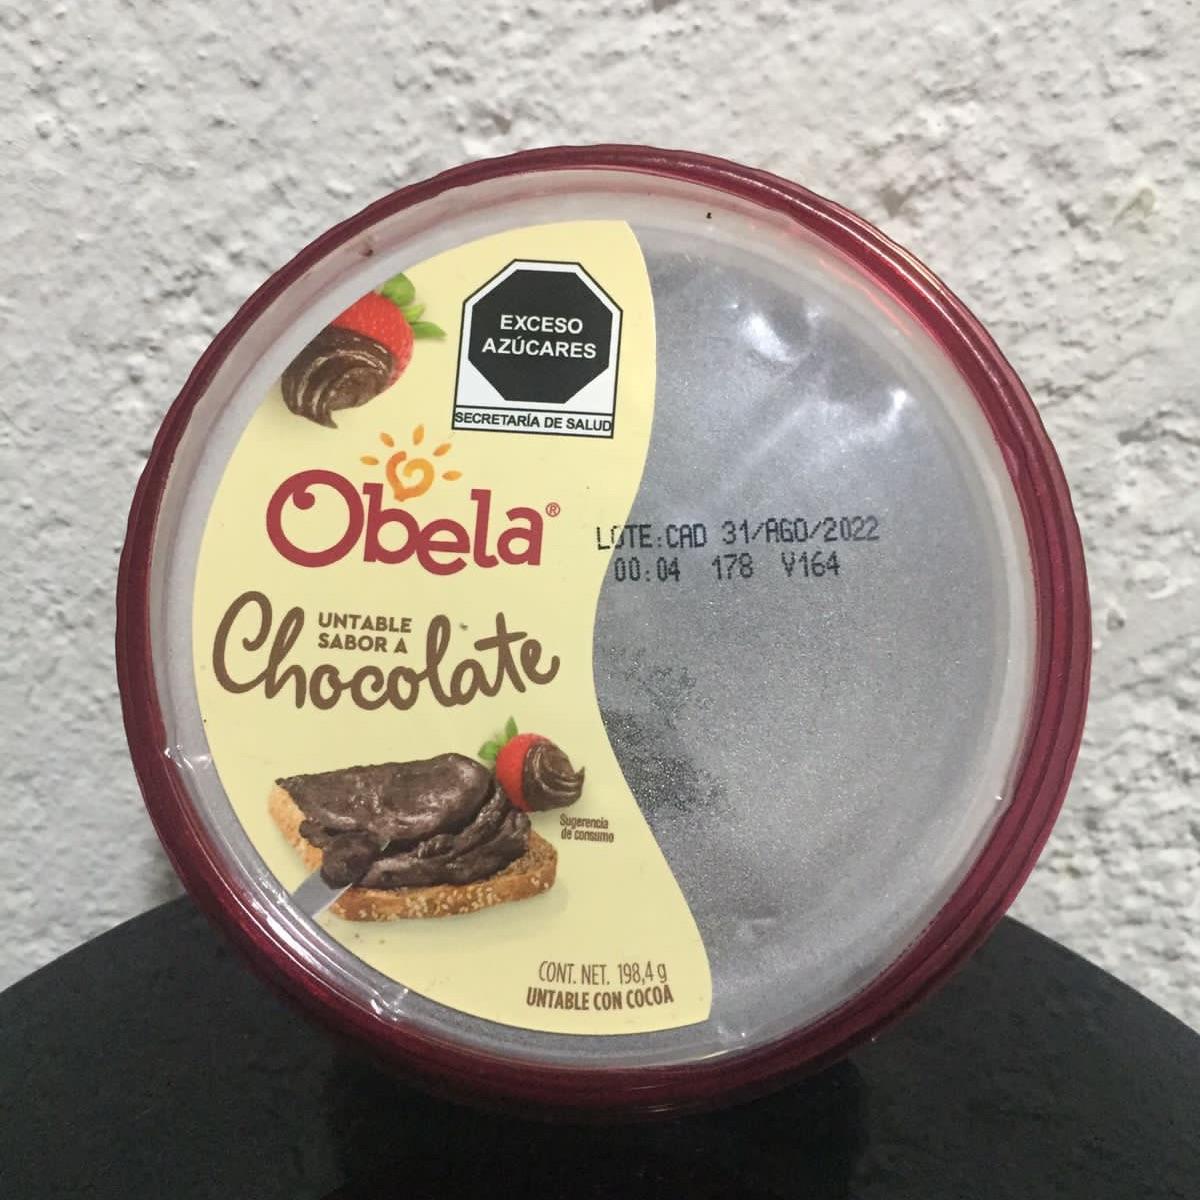 EXCESO
AZÚCARES
SECRETARÍA DE SALUD
Obela®
LOTE:CAD 31/AGO/2022
00:04 178 V164
UNTABLE
SABOR A
Chocolate
Sugerencia
de consumo
CONT. NET. 198,4 g
UNTABLE CON COCOA